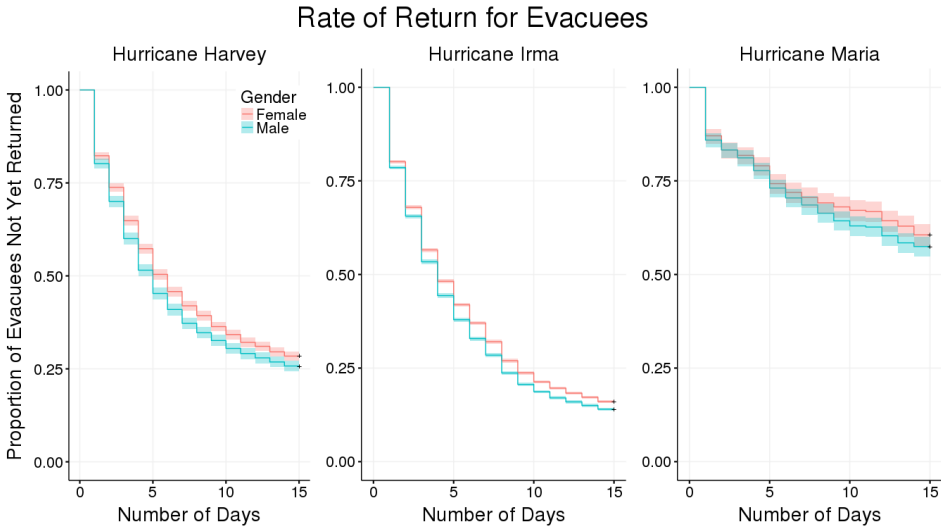 Rate of Return for Evacuees
Hurricane Harvey
Hurricane Irma
Hurricane Maria
Proportion of Evacuees Not Yet Returned
1.00
0.75
0.50
0.25
0.00
Gender
Female
Male
0 5 10 15
Number of Days
1.00
0.75
0.50
0.25
0.00
0 5 10 15
Number of Days
1.00
0.75
0.50
0.25
0.00
0 5 10 15
Number of Days